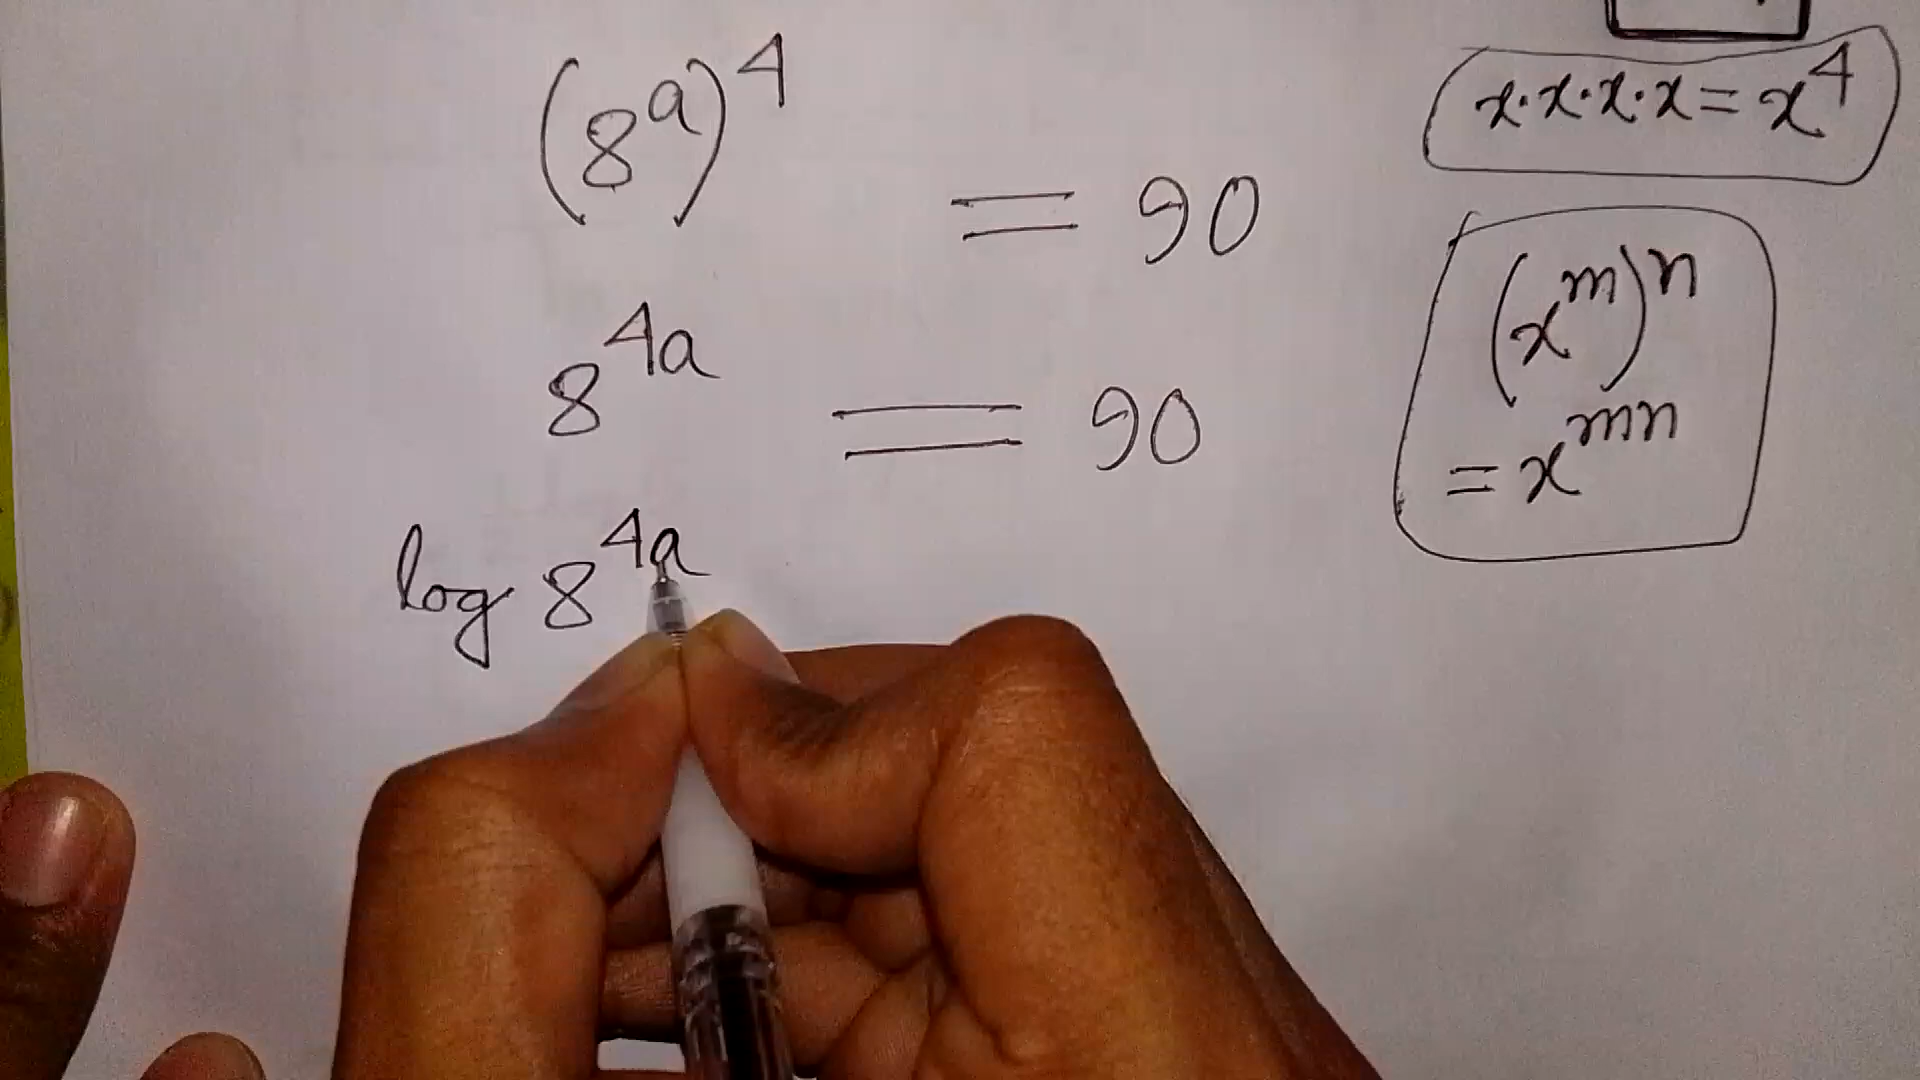 (8^a)^4 = 90
8^{4a} = 90
log 8^{4a}
x·x·x·x = x^4
(x^m)^n
= x^{mn}